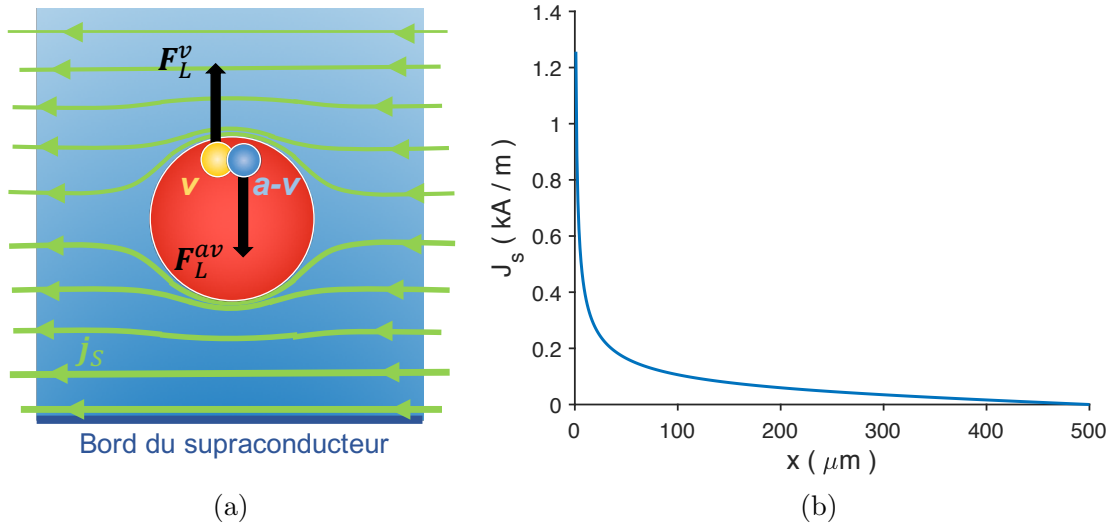 F_L^v
v
a-v
F_L^{av}
j_S
Bord du supraconducteur
(a)
J_s ( kA / m )
1.4
1.2
1
0.8
0.6
0.4
0.2
0
0
100
200
300
400
500
x ( μm )
(b)